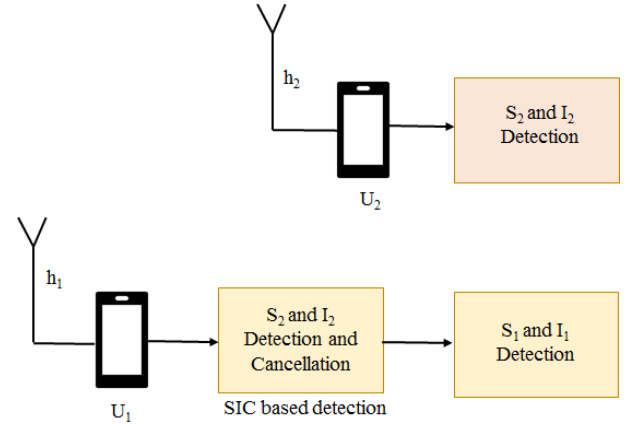 h₂
S₂ and I₂
Detection
U₂
h₁
S₂ and I₂
Detection and
Cancellation
S₁ and I₁
Detection
U₁
SIC based detection